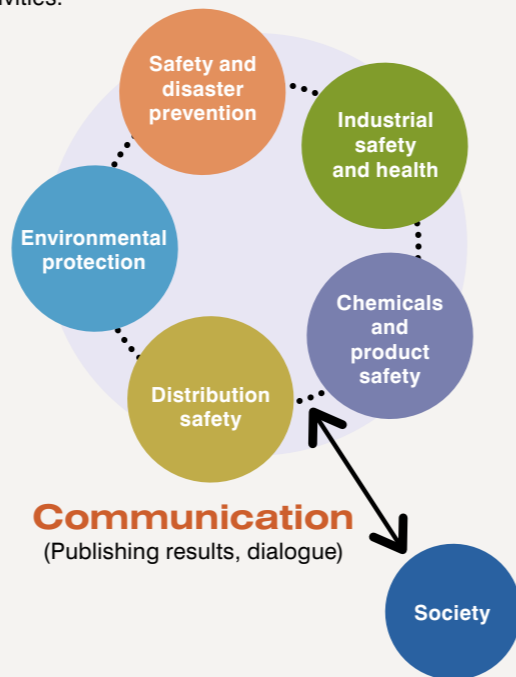 Safety and
disaster
prevention
Industrial
safety
and health
Environmental
protection
Chemicals
and
product
safety
Distribution
safety
Communication
(Publishing results, dialogue)
Society